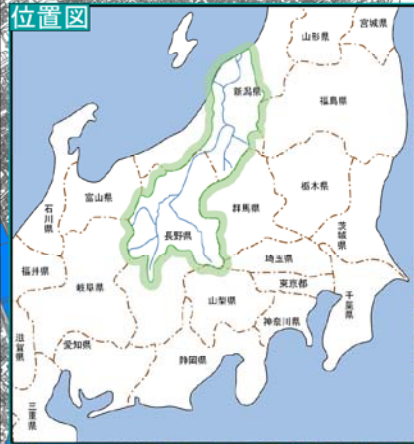 位置図
宮城県
山形県
新潟県
福島県
富山県
栃木県
群馬県
石川県
長野県
茨城県
埼玉県
福井県
東京都
岐阜県
山梨県
千葉県
神奈川県
滋賀県
愛知県
静岡県
三重県